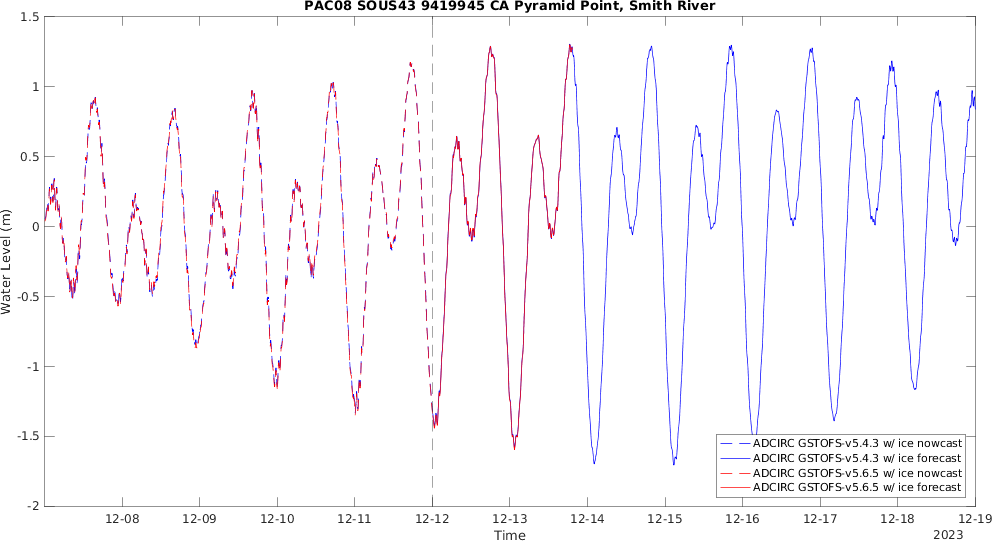 PAC08 SOUS43 9419945 CA Pyramid Point, Smith River
1.5
1
0.5
0
-0.5
-1
-1.5
-2
Water Level (m)
ADCIRC GSTOFS-v5.4.3 w/ ice nowcast
ADCIRC GSTOFS-v5.4.3 w/ ice forecast
ADCIRC GSTOFS-v5.6.5 w/ ice nowcast
ADCIRC GSTOFS-v5.6.5 w/ ice forecast
12-08 12-09 12-10 12-11 12-12 12-13 12-14 12-15 12-16 12-17 12-18 12-19
Time
2023